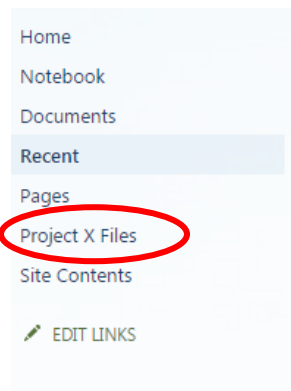 Home
Notebook
Documents
Recent
Pages
Project X Files
Site Contents
EDIT LINKS